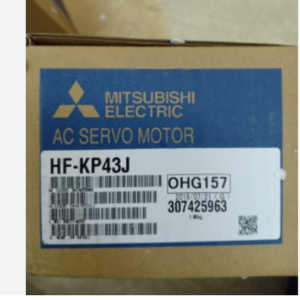 MITSUBISHI
ELECTRIC
AC SERVO MOTOR
HF-KP43J
OHG157
307425963